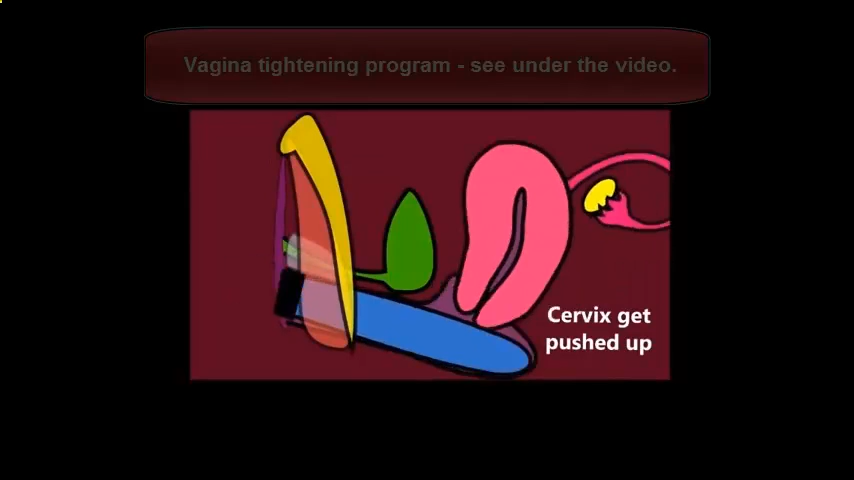 Vagina tightening program - see under the video.
Cervix get
pushed up